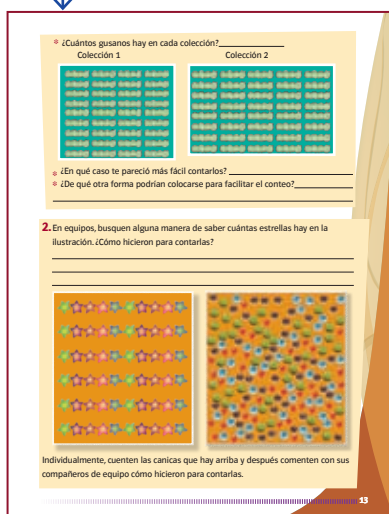 * ¿Cuántos gusanos hay en cada colección?
Colección 1 Colección 2
* ¿En qué caso te pareció más fácil contarlos?
* ¿De qué otra forma podrían colocarse para facilitar el conteo?
2. En equipos, busquen alguna manera de saber cuántas estrellas hay en la
ilustración. ¿Cómo hicieron para contarlas?
Individualmente, cuenten las canicas que hay arriba y después comenten con sus
compañeros de equipo cómo hicieron para contarlas.
13